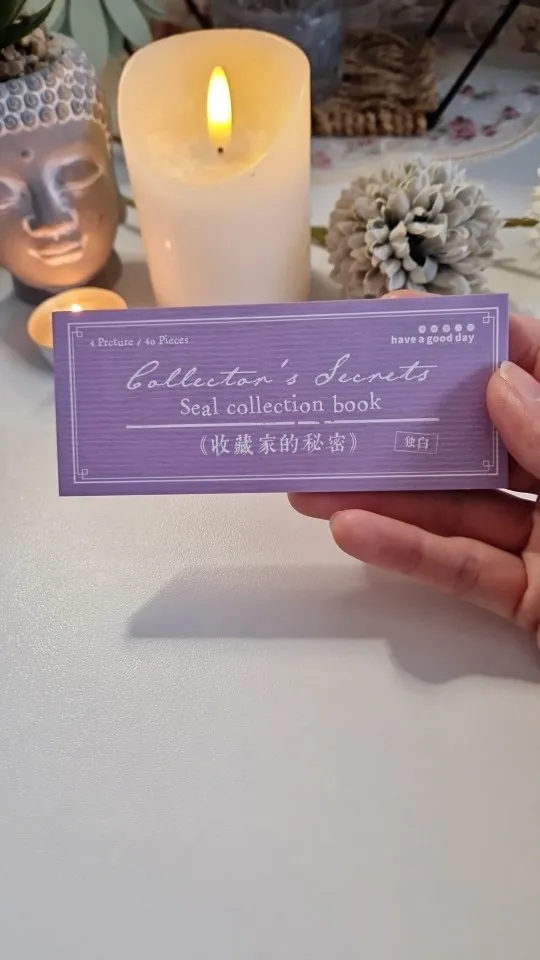 4 Prcture / 40 Pieces
have a good day
Collector's Secrets
Seal collection book
《收藏家的秘密》
独白